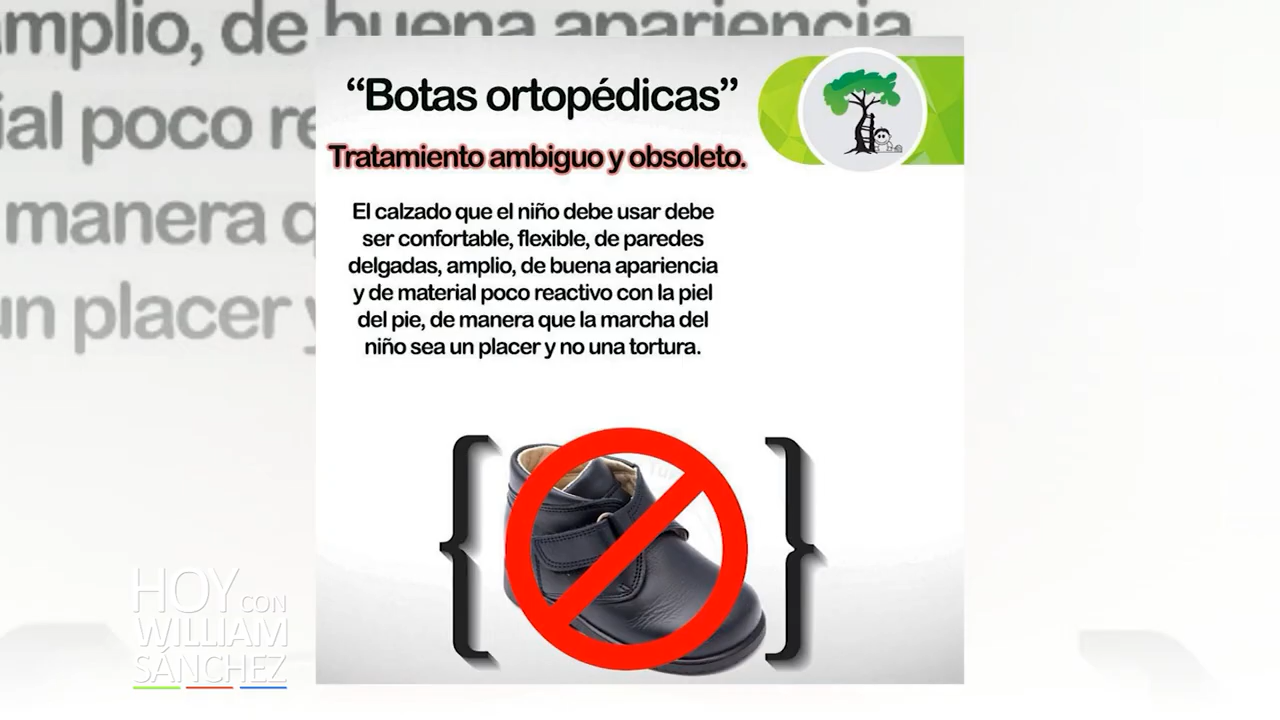 amplio, de buena apariencia
ial poco re
manera q
un placer y
“Botas ortopédicas”
Tratamiento ambiguo y obsoleto.
El calzado que el niño debe usar debe
ser confortable, flexible, de paredes
delgadas, amplio, de buena apariencia
y de material poco reactivo con la piel
del pie, de manera que la marcha del
niño sea un placer y no una tortura.
HOY CON
WILLIAM
SÁNCHEZ